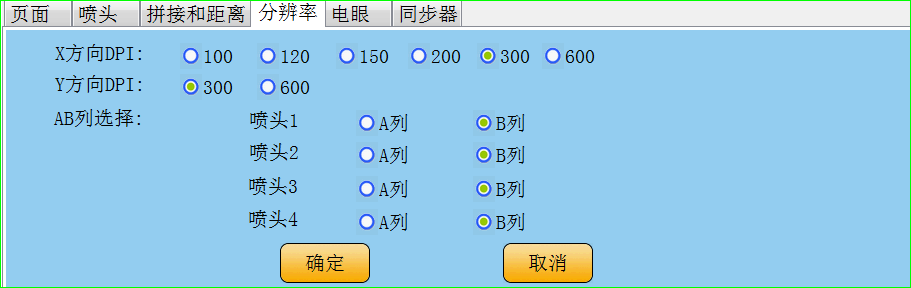 页面 喷头 拼接和距离 分辨率 电眼 同步器
X方向DPI: 100 120 150 200 300 600
Y方向DPI: 300 600
AB列选择: 喷头1 A列 B列
喷头2 A列 B列
喷头3 A列 B列
喷头4 A列 B列
确定 取消